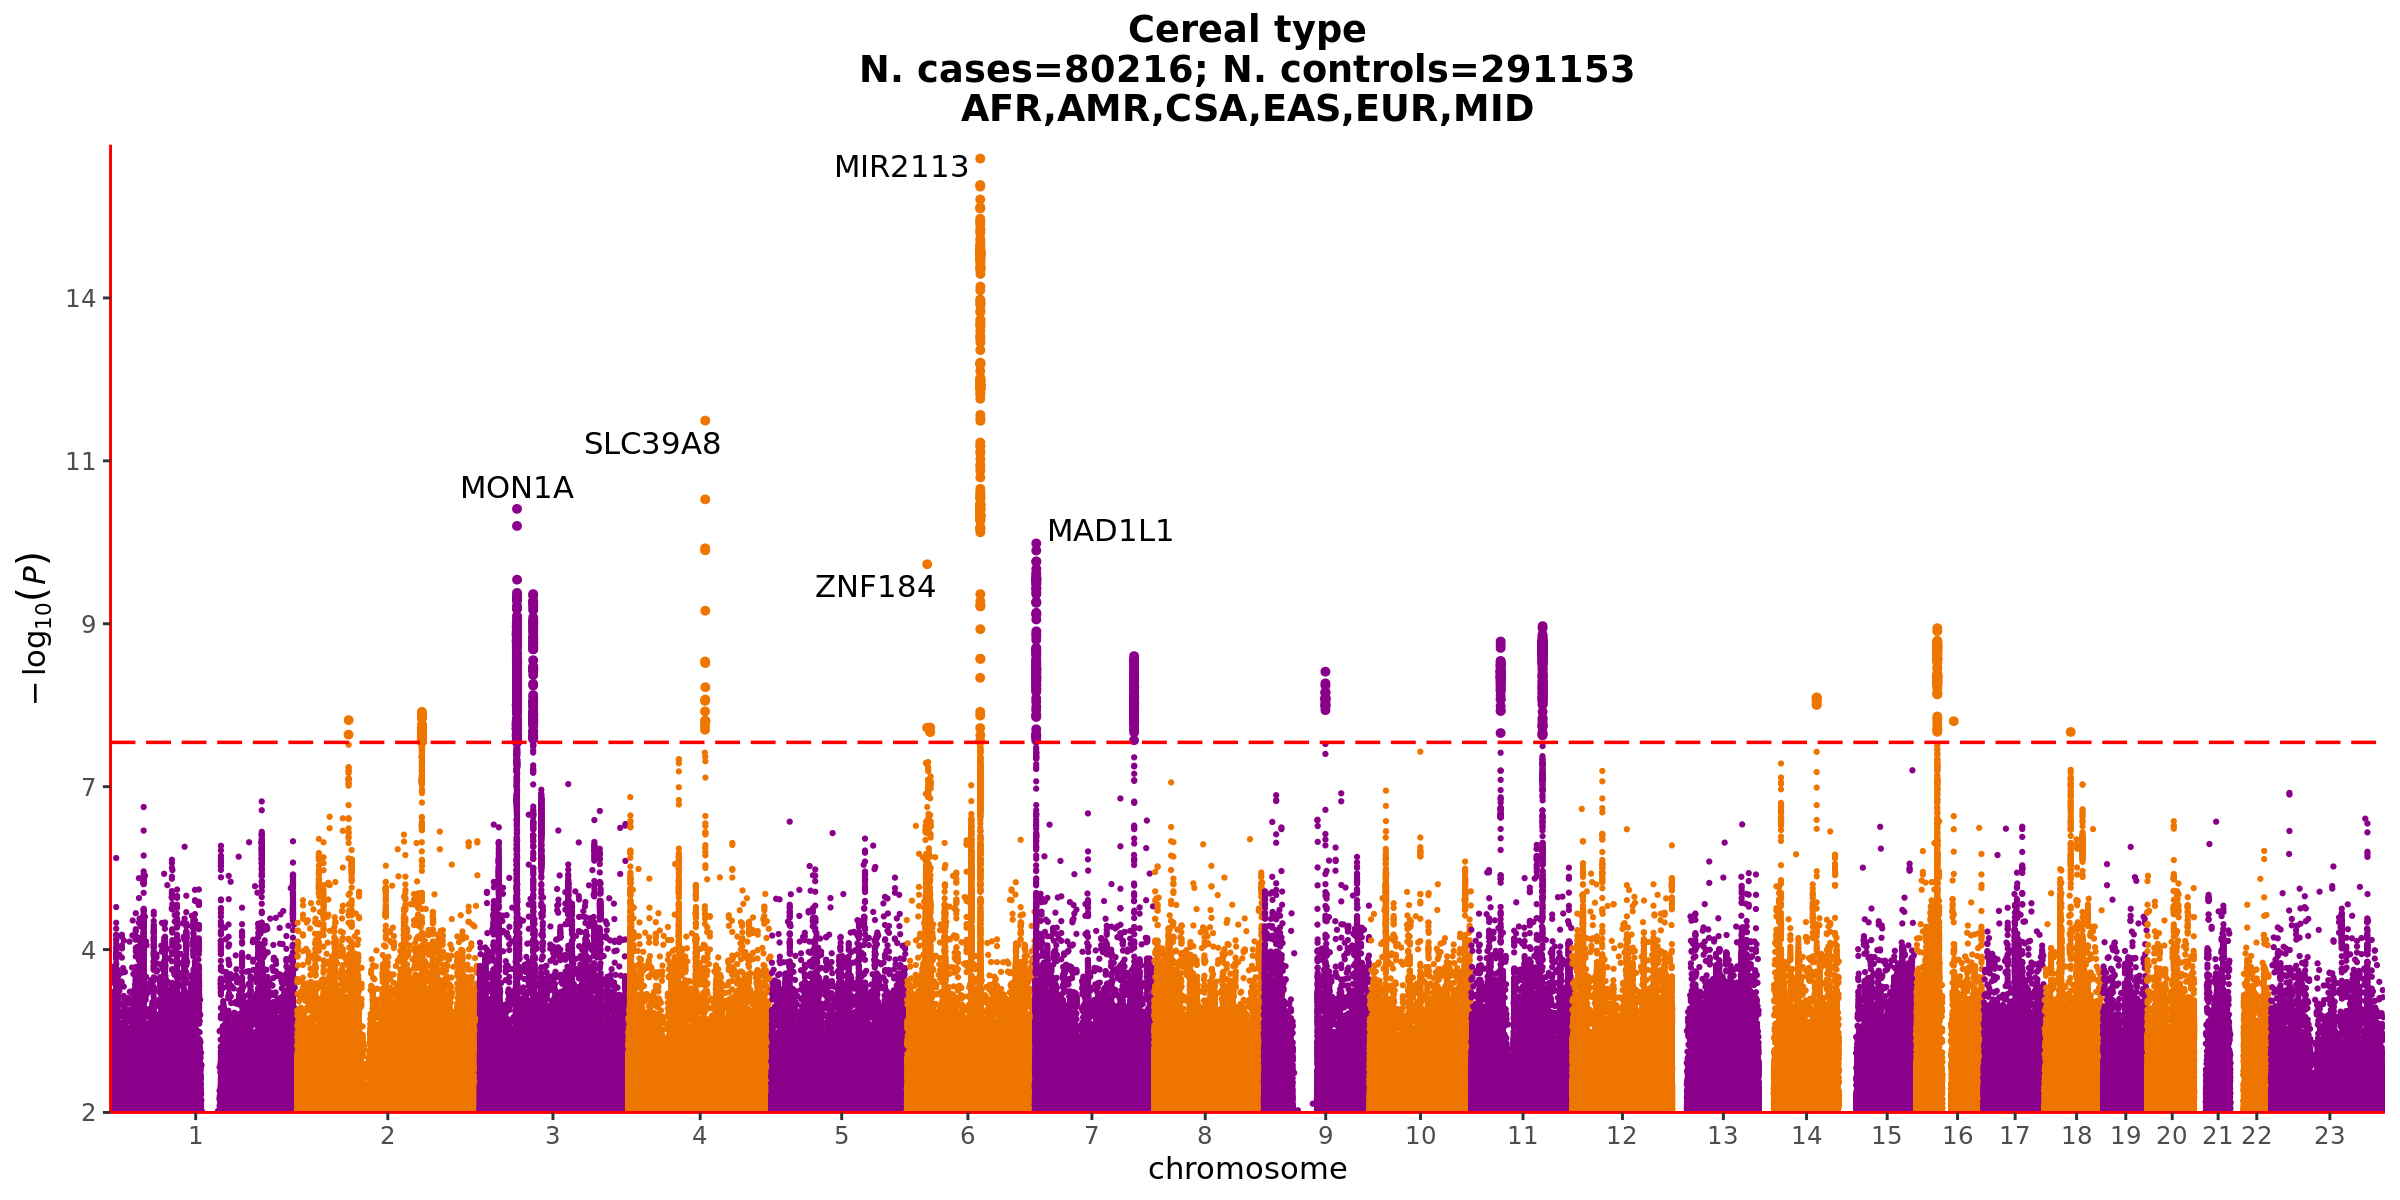 Cereal type
N. cases=80216; N. controls=291153
AFR,AMR,CSA,EAS,EUR,MID
MIR2113
SLC39A8
MON1A
MAD1L1
ZNF184
14
11
9
7
4
2
−log10(P)
1 2 3 4 5 6 7 8 9 10 11 12 13 14 15 16 17 18 19 20 21 22 23
chromosome